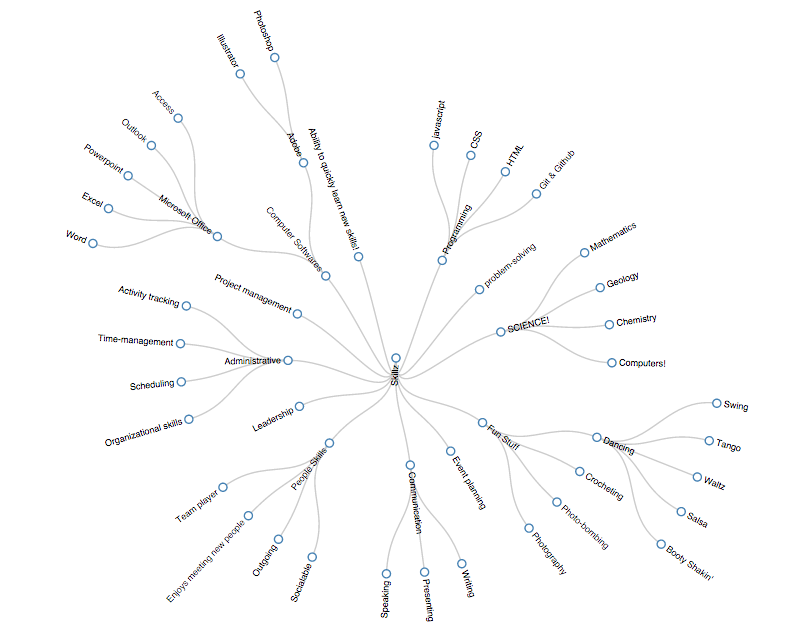 Skillz
Programming
javascript
CSS
HTML
Git & Github
problem-solving
SCIENCE!
Mathematics
Geology
Chemistry
Computers!
Fun Stuff
Dancing
Swing
Tango
Waltz
Salsa
Booty Shakin'
Crocheting
Photo-bombing
Photography
Event planning
Communication
Writing
Presenting
Speaking
People Skills
Socialable
Outgoing
Enjoys meeting new people
Team player
Leadership
Administrative
Organizational skills
Scheduling
Time-management
Activity tracking
Project management
Computer Softwares
Microsoft Office
Word
Excel
Powerpoint
Outlook
Access
Adobe
Illustrator
Photoshop
Ability to quickly learn new skills!